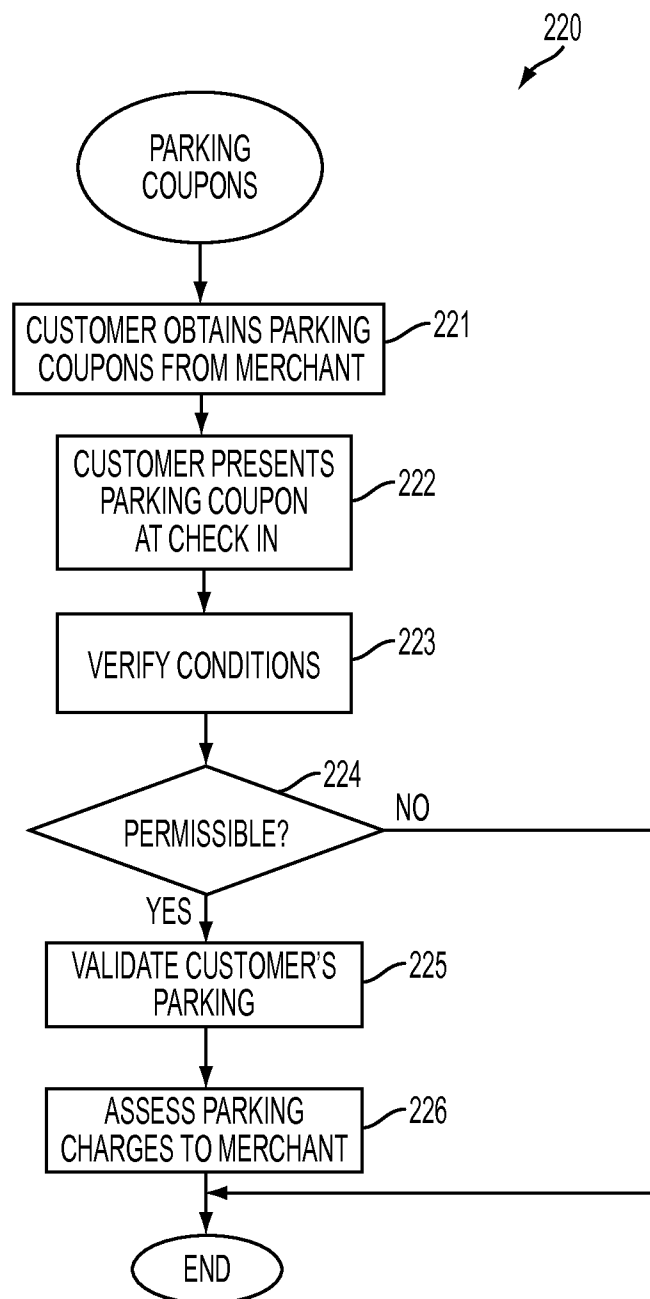 220
PARKING
COUPONS
CUSTOMER OBTAINS PARKING
COUPONS FROM MERCHANT
221
CUSTOMER PRESENTS
PARKING COUPON
AT CHECK IN
222
VERIFY CONDITIONS
223
224
PERMISSIBLE?
NO
YES
VALIDATE CUSTOMER'S
PARKING
225
ASSESS PARKING
CHARGES TO MERCHANT
226
END